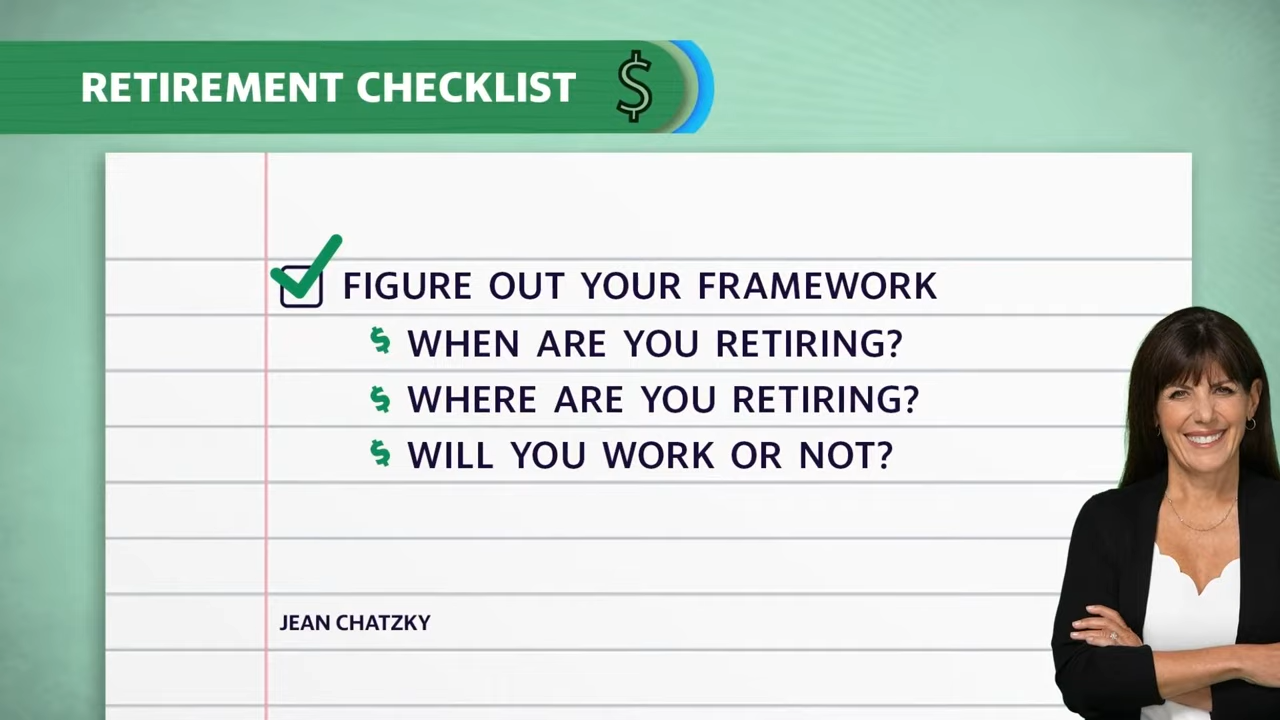 RETIREMENT CHECKLIST $
FIGURE OUT YOUR FRAMEWORK
$ WHEN ARE YOU RETIRING?
$ WHERE ARE YOU RETIRING?
$ WILL YOU WORK OR NOT?
JEAN CHATZKY